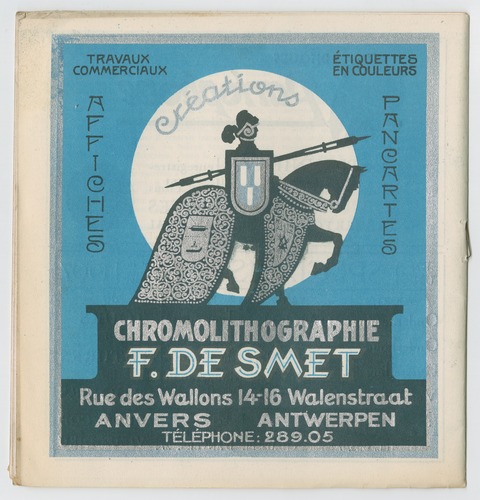 TRAVAUX
COMMERCIAUX
ÉTIQUETTES
EN COULEURS
Créations
AFFICHES
PANCARTES
CHROMOLITHOGRAPHIE
F. DE SMET
Rue des Wallons 14-16 Walenstraat
ANVERS ANTWERPEN
TÉLÉPHONE: 289.05